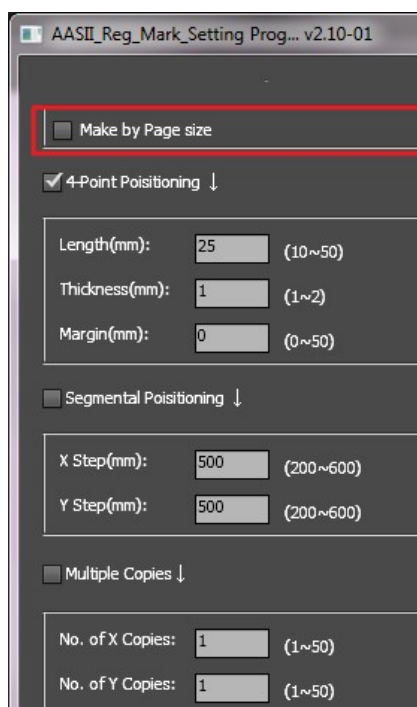 AASII_Reg_Mark_Setting Prog... v2.10-01
Make by Page size
4-Point Poisitioning ↓
Length(mm): 25 (10~50)
Thickness(mm): 1 (1~2)
Margin(mm): 0 (0~50)
Segmental Poisitioning ↓
X Step(mm): 500 (200~600)
Y Step(mm): 500 (200~600)
Multiple Copies ↓
No. of X Copies: 1 (1~50)
No. of Y Copies: 1 (1~50)